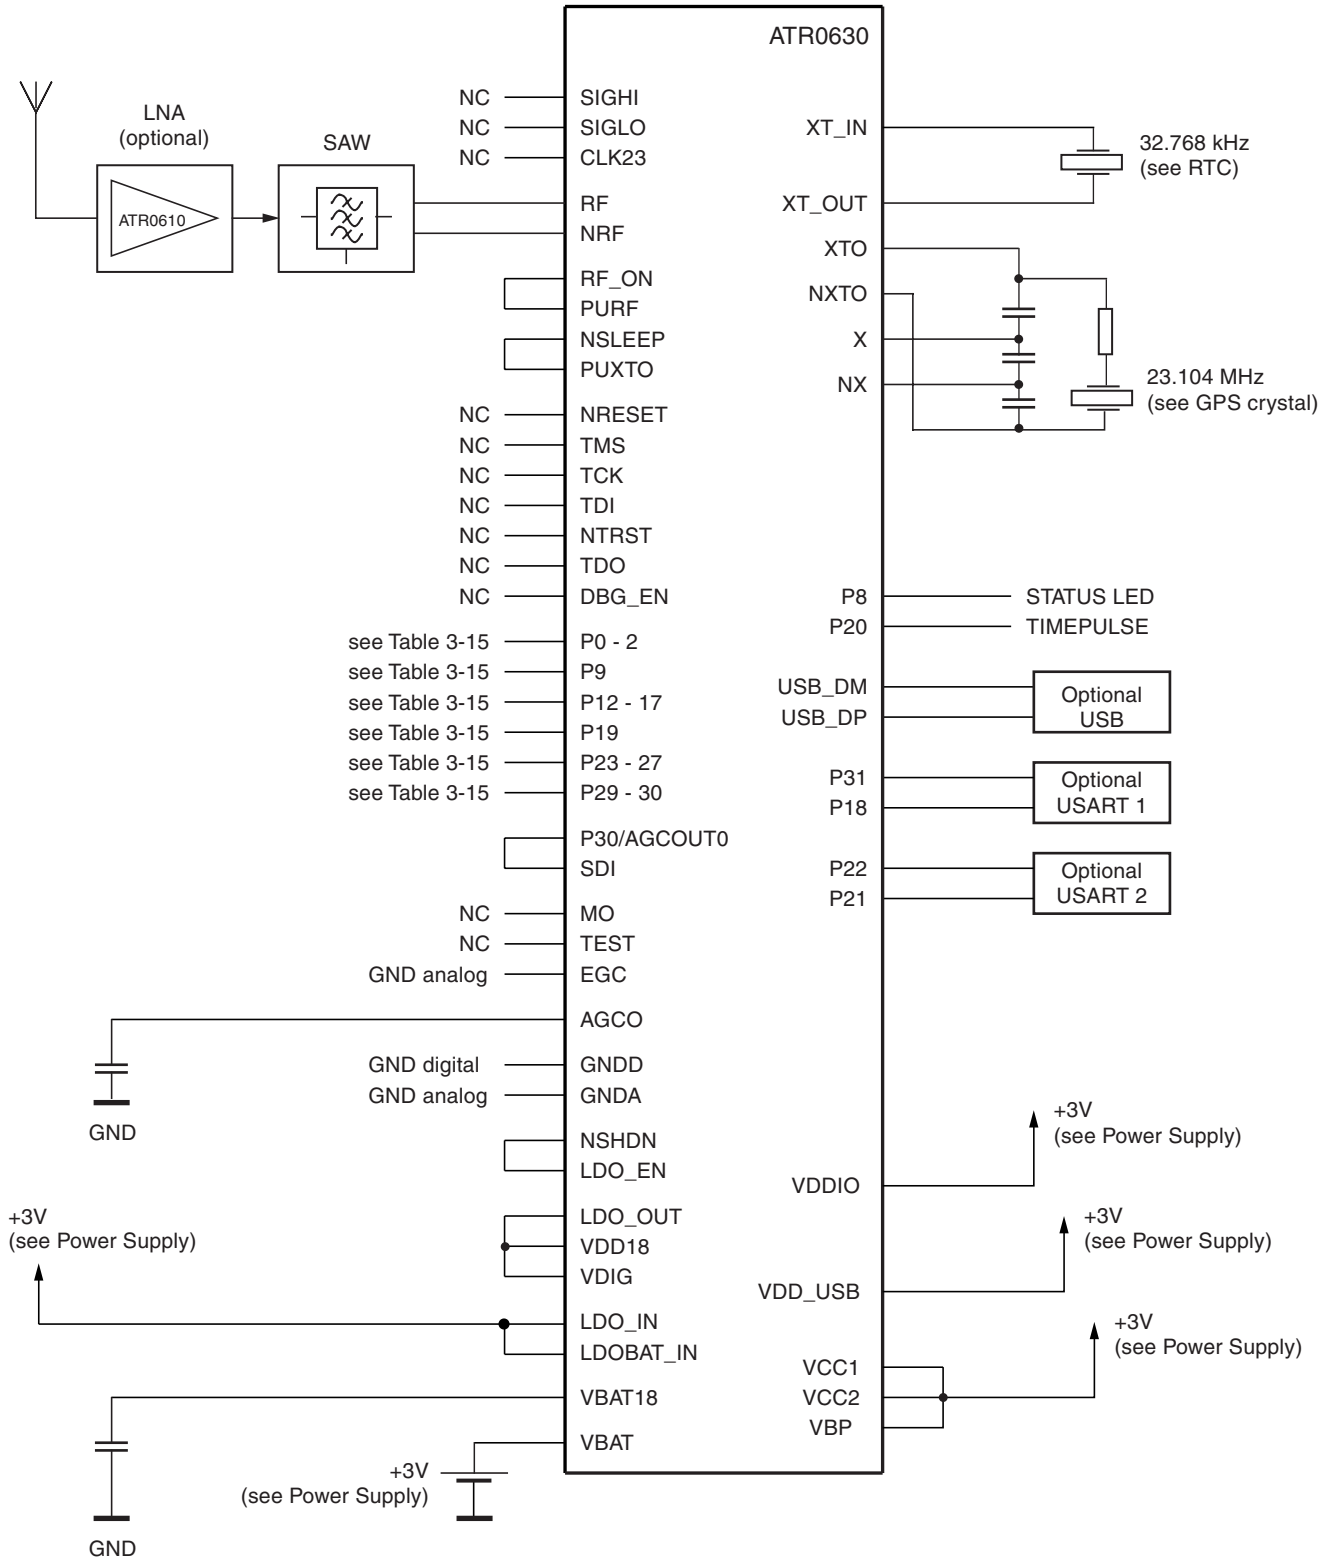 ATR0630
LNA
(optional)
ATR0610
SAW
NC SIGHI
NC SIGLO
NC CLK23
RF
NRF
RF_ON
PURF
NSLEEP
PUXTO
NC NRESET
NC TMS
NC TCK
NC TDI
NC NTRST
NC TDO
NC DBG_EN
see Table 3-15 P0 - 2
see Table 3-15 P9
see Table 3-15 P12 - 17
see Table 3-15 P19
see Table 3-15 P23 - 27
see Table 3-15 P29 - 30
P30/AGCOUT0
SDI
NC MO
NC TEST
GND analog EGC
AGCO
GND digital GNDD
GND analog GNDA
GND
NSHDN
LDO_EN
LDO_OUT
VDD18
VDIG
+3V
(see Power Supply)
LDO_IN
LDOBAT_IN
VBAT18
VBAT
+3V
(see Power Supply)
GND
XT_IN
XT_OUT
32.768 kHz
(see RTC)
XTO
NXTO
X
NX
23.104 MHz
(see GPS crystal)
P8 STATUS LED
P20 TIMEPULSE
USB_DM
USB_DP
Optional
USB
P31
P18
Optional
USART 1
P22
P21
Optional
USART 2
+3V
(see Power Supply)
VDDIO
+3V
(see Power Supply)
VDD_USB
+3V
(see Power Supply)
VCC1
VCC2
VBP